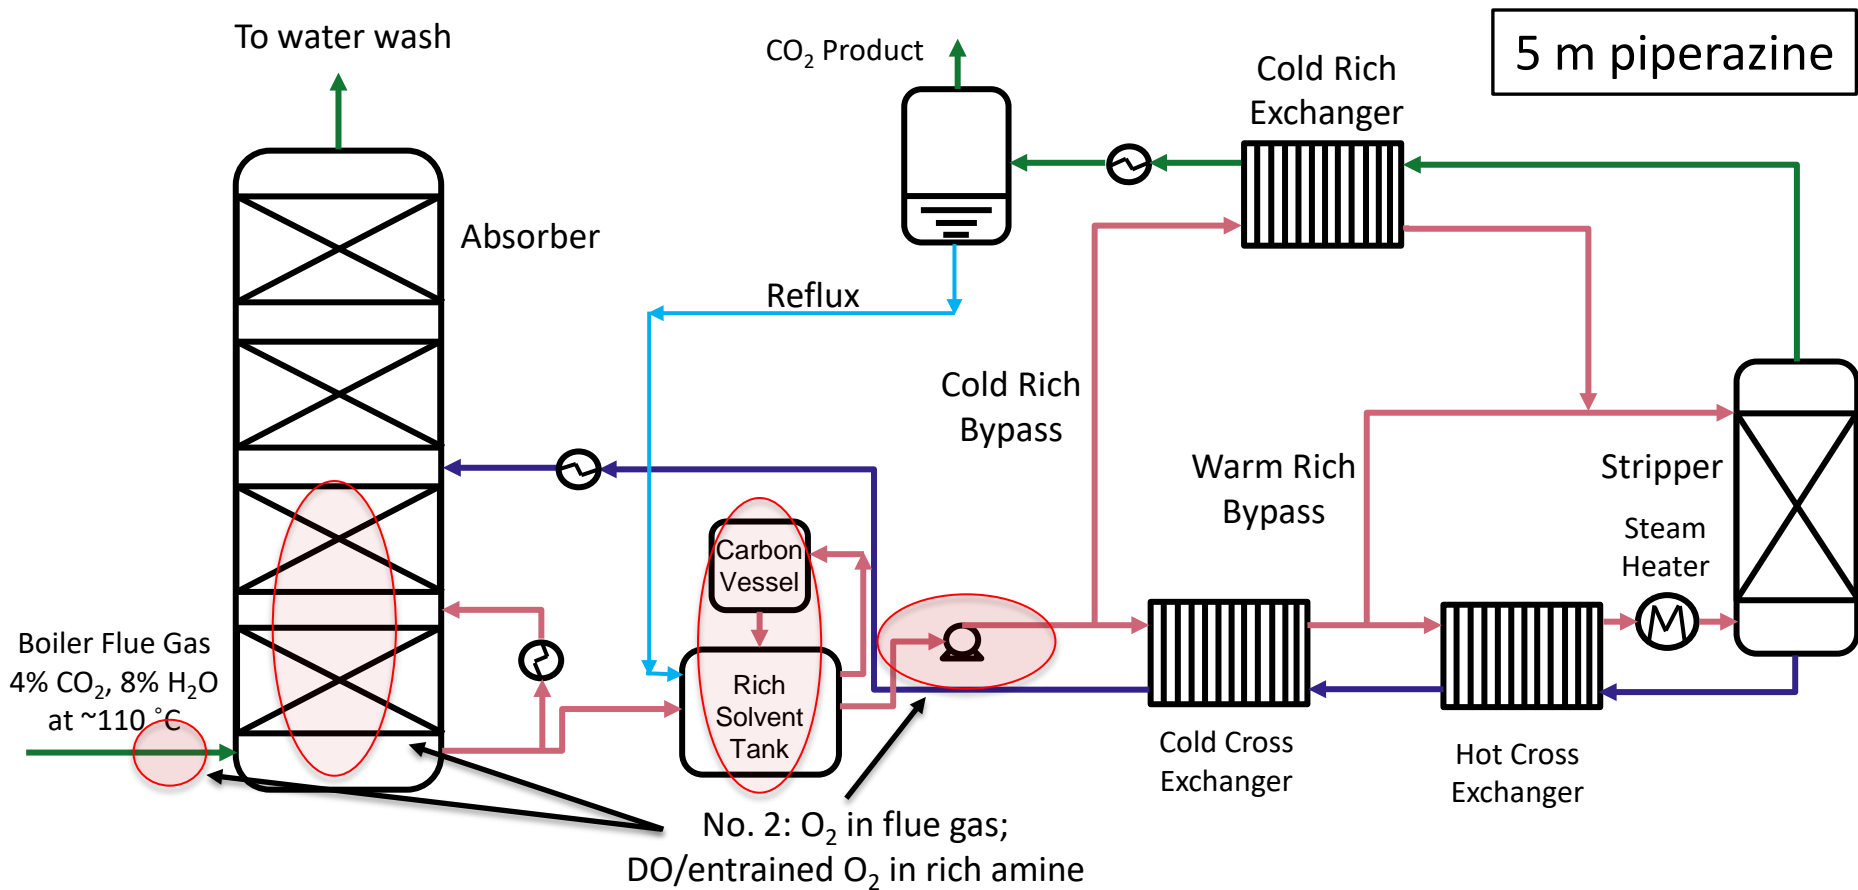 To water wash
CO₂ Product
Cold Rich
Exchanger
5 m piperazine
Absorber
Reflux
Cold Rich
Bypass
Warm Rich
Bypass
Stripper
Steam
Heater
Carbon
Vessel
Boiler Flue Gas
4% CO₂, 8% H₂O
at ~110 ˚C
Rich
Solvent
Tank
Cold Cross
Exchanger
Hot Cross
Exchanger
No. 2: O₂ in flue gas;
DO/entrained O₂ in rich amine